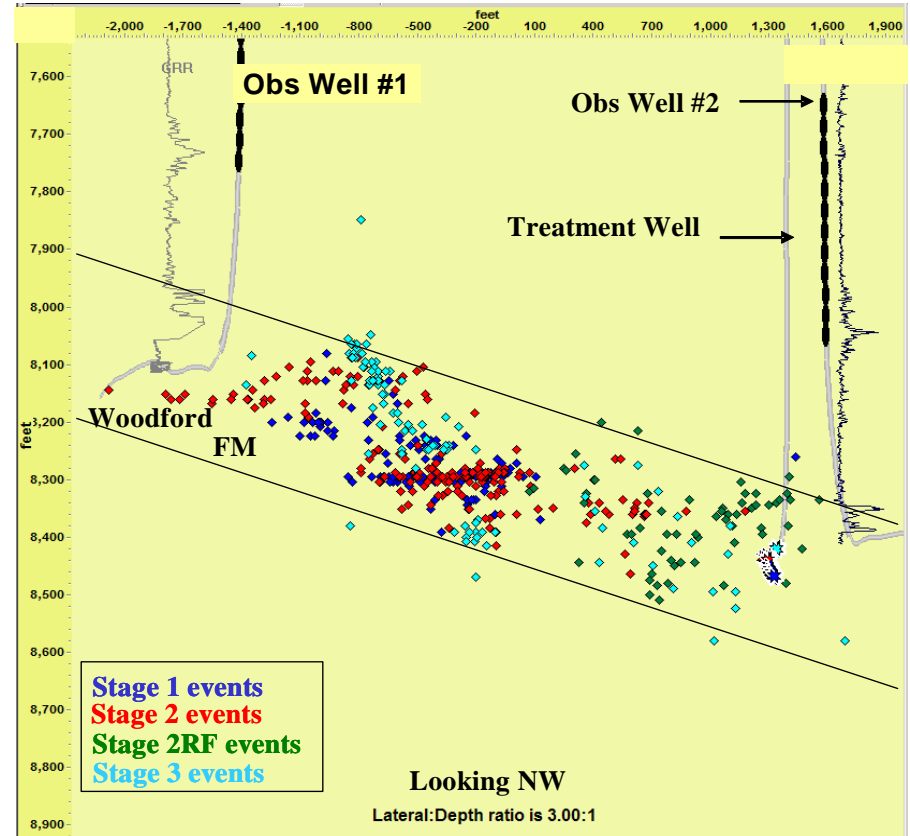 feet
-2,000 -1,700 -1,400 -1,100 -800 -500 -200 100 400 700 1,000 1,300 1,600 1,900
7,600
GRR
Obs Well #1
Obs Well #2
7,700
7,800
Treatment Well
7,900
8,000
8,100
Woodford
8,200
FM
feet
8,300
8,400
8,500
8,600
Stage 1 events
Stage 2 events
Stage 2RF events
Stage 3 events
8,700
8,800
Looking NW
Lateral:Depth ratio is 3.00:1
8,900